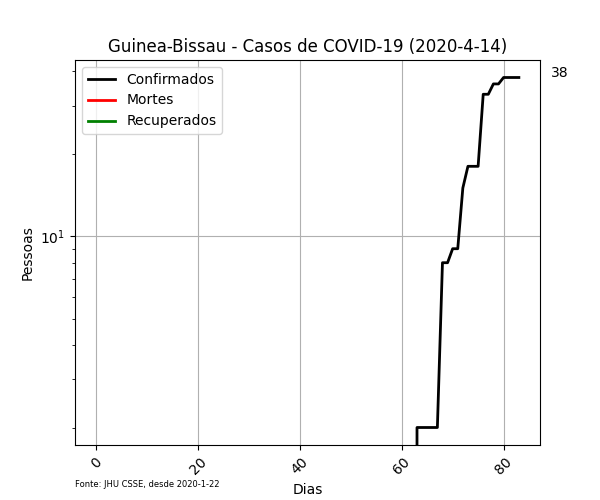 Guinea-Bissau - Casos de COVID-19 (2020-4-14)
38
Confirmados
Mortes
Recuperados
Pessoas
10¹
0 20 40 60 80
Dias
Fonte: JHU CSSE, desde 2020-1-22